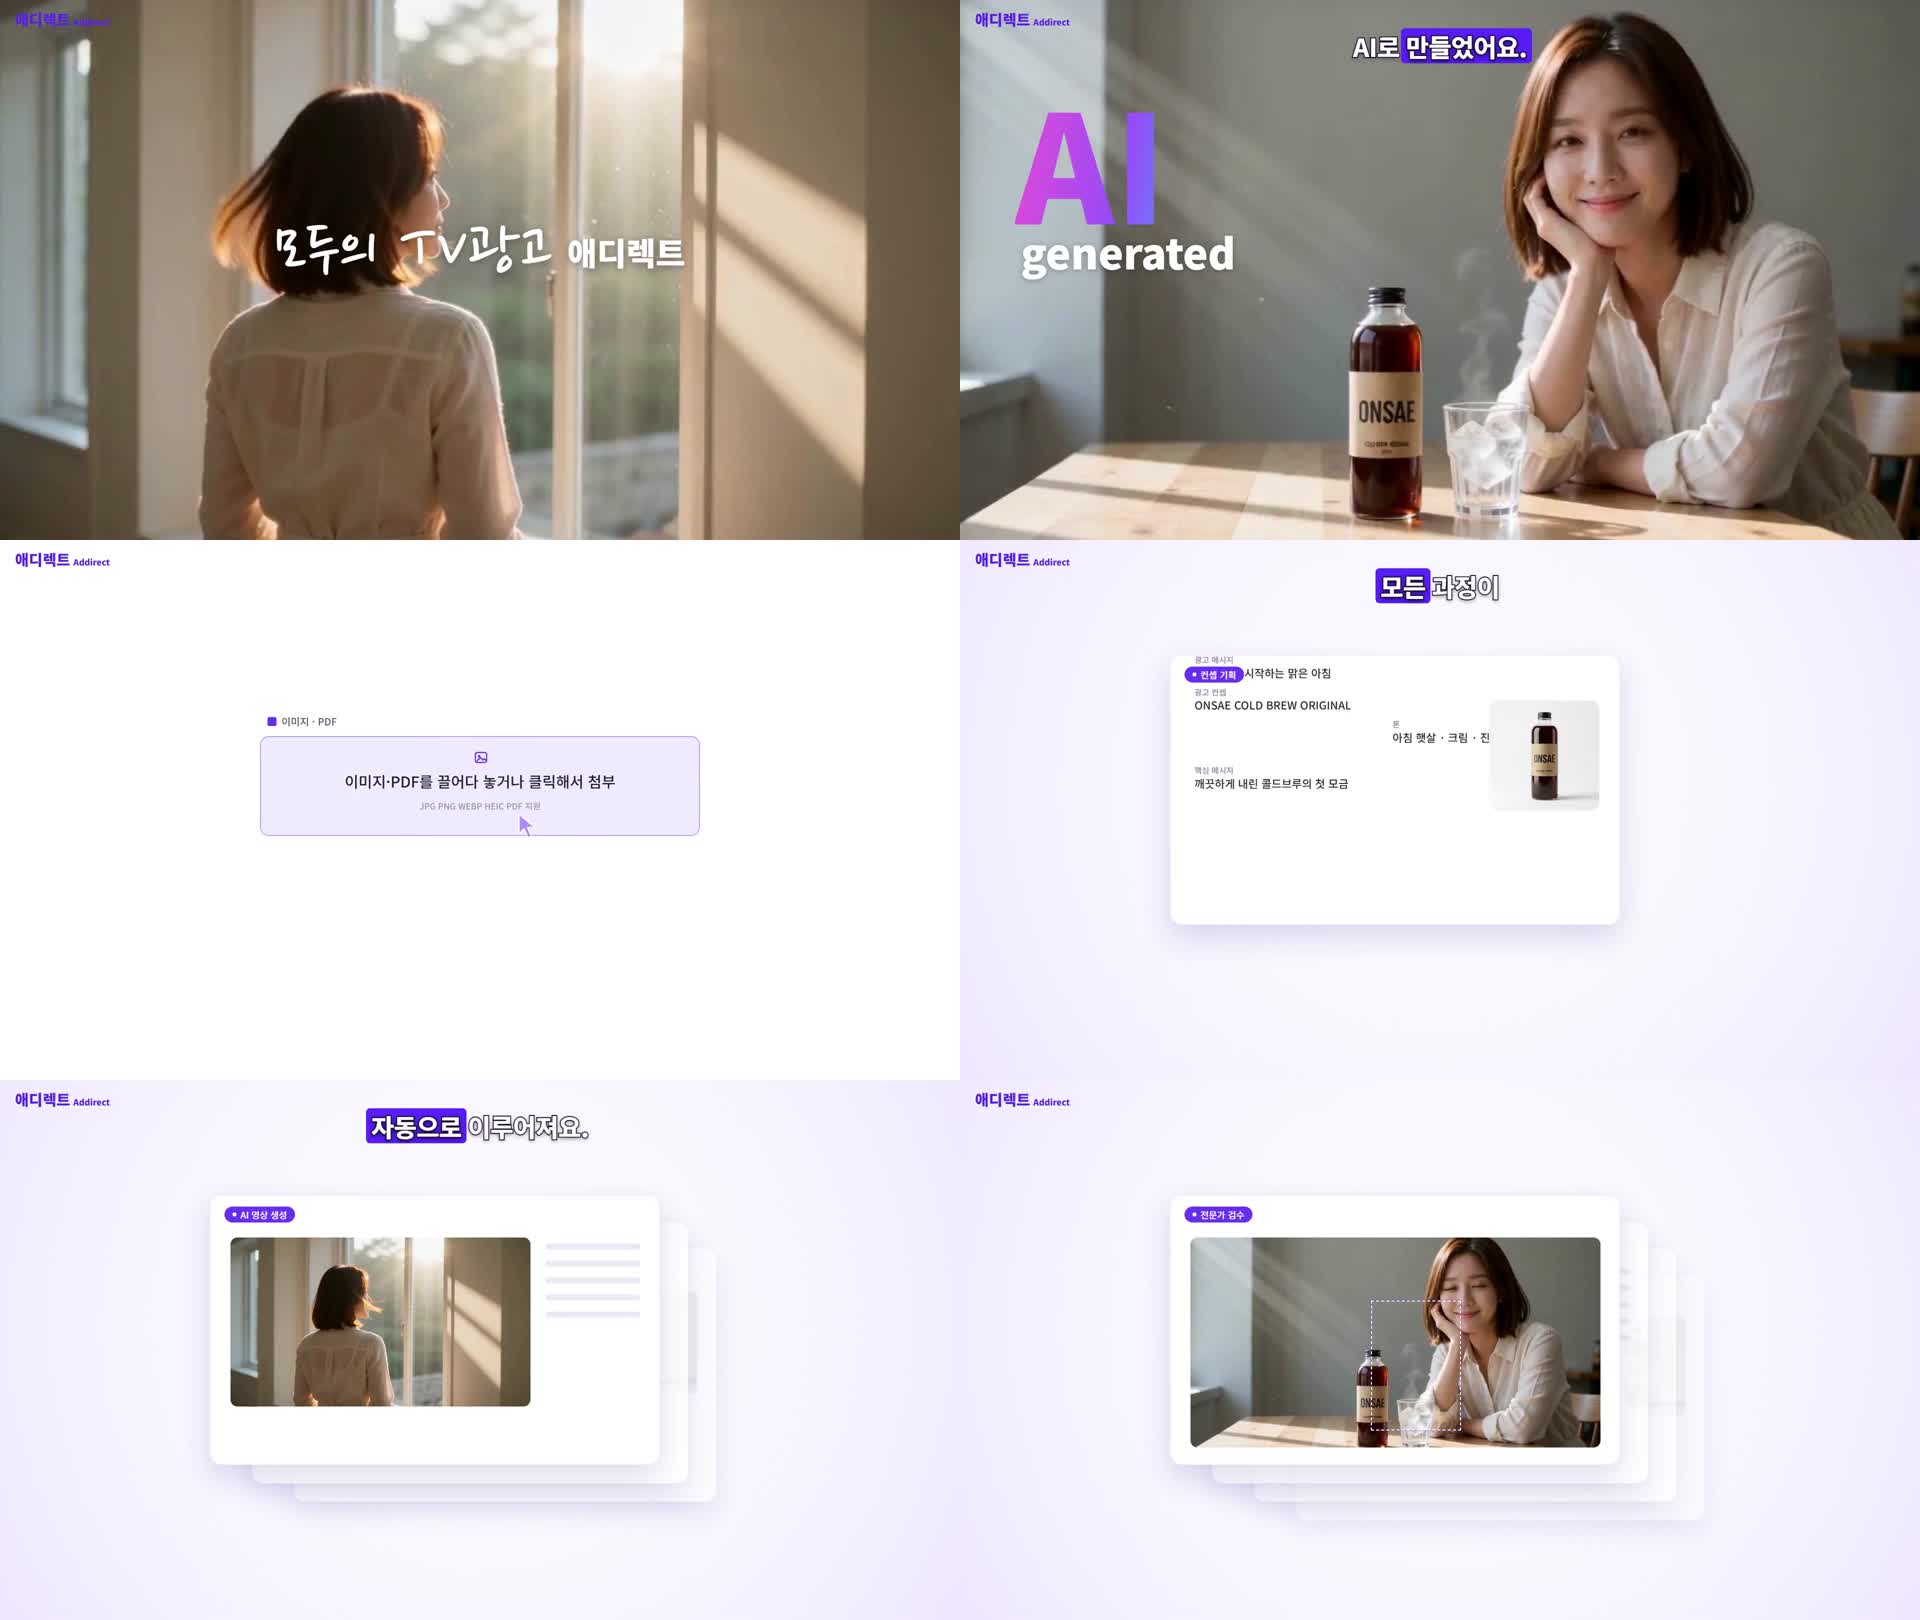 애디렉트 Addirect
모두의 TV광고 애디렉트
애디렉트 Addirect
AI로 만들었어요.
AI
generated
ONSAE
애디렉트 Addirect
이미지 · PDF
이미지·PDF를 끌어다 놓거나 클릭해서 첨부
JPG PNG WEBP HEIC PDF 지원
애디렉트 Addirect
모든 과정이
광고 메시지
컨셉 기획 시작하는 맑은 아침
광고 컨셉
ONSAE COLD BREW ORIGINAL
톤
아침 햇살 · 크림 · 진
핵심 메시지
깨끗하게 내린 콜드브루의 첫 모금
ONSAE
애디렉트 Addirect
자동으로 이루어져요.
AI 영상 생성
애디렉트 Addirect
전문가 검수
ONSAE